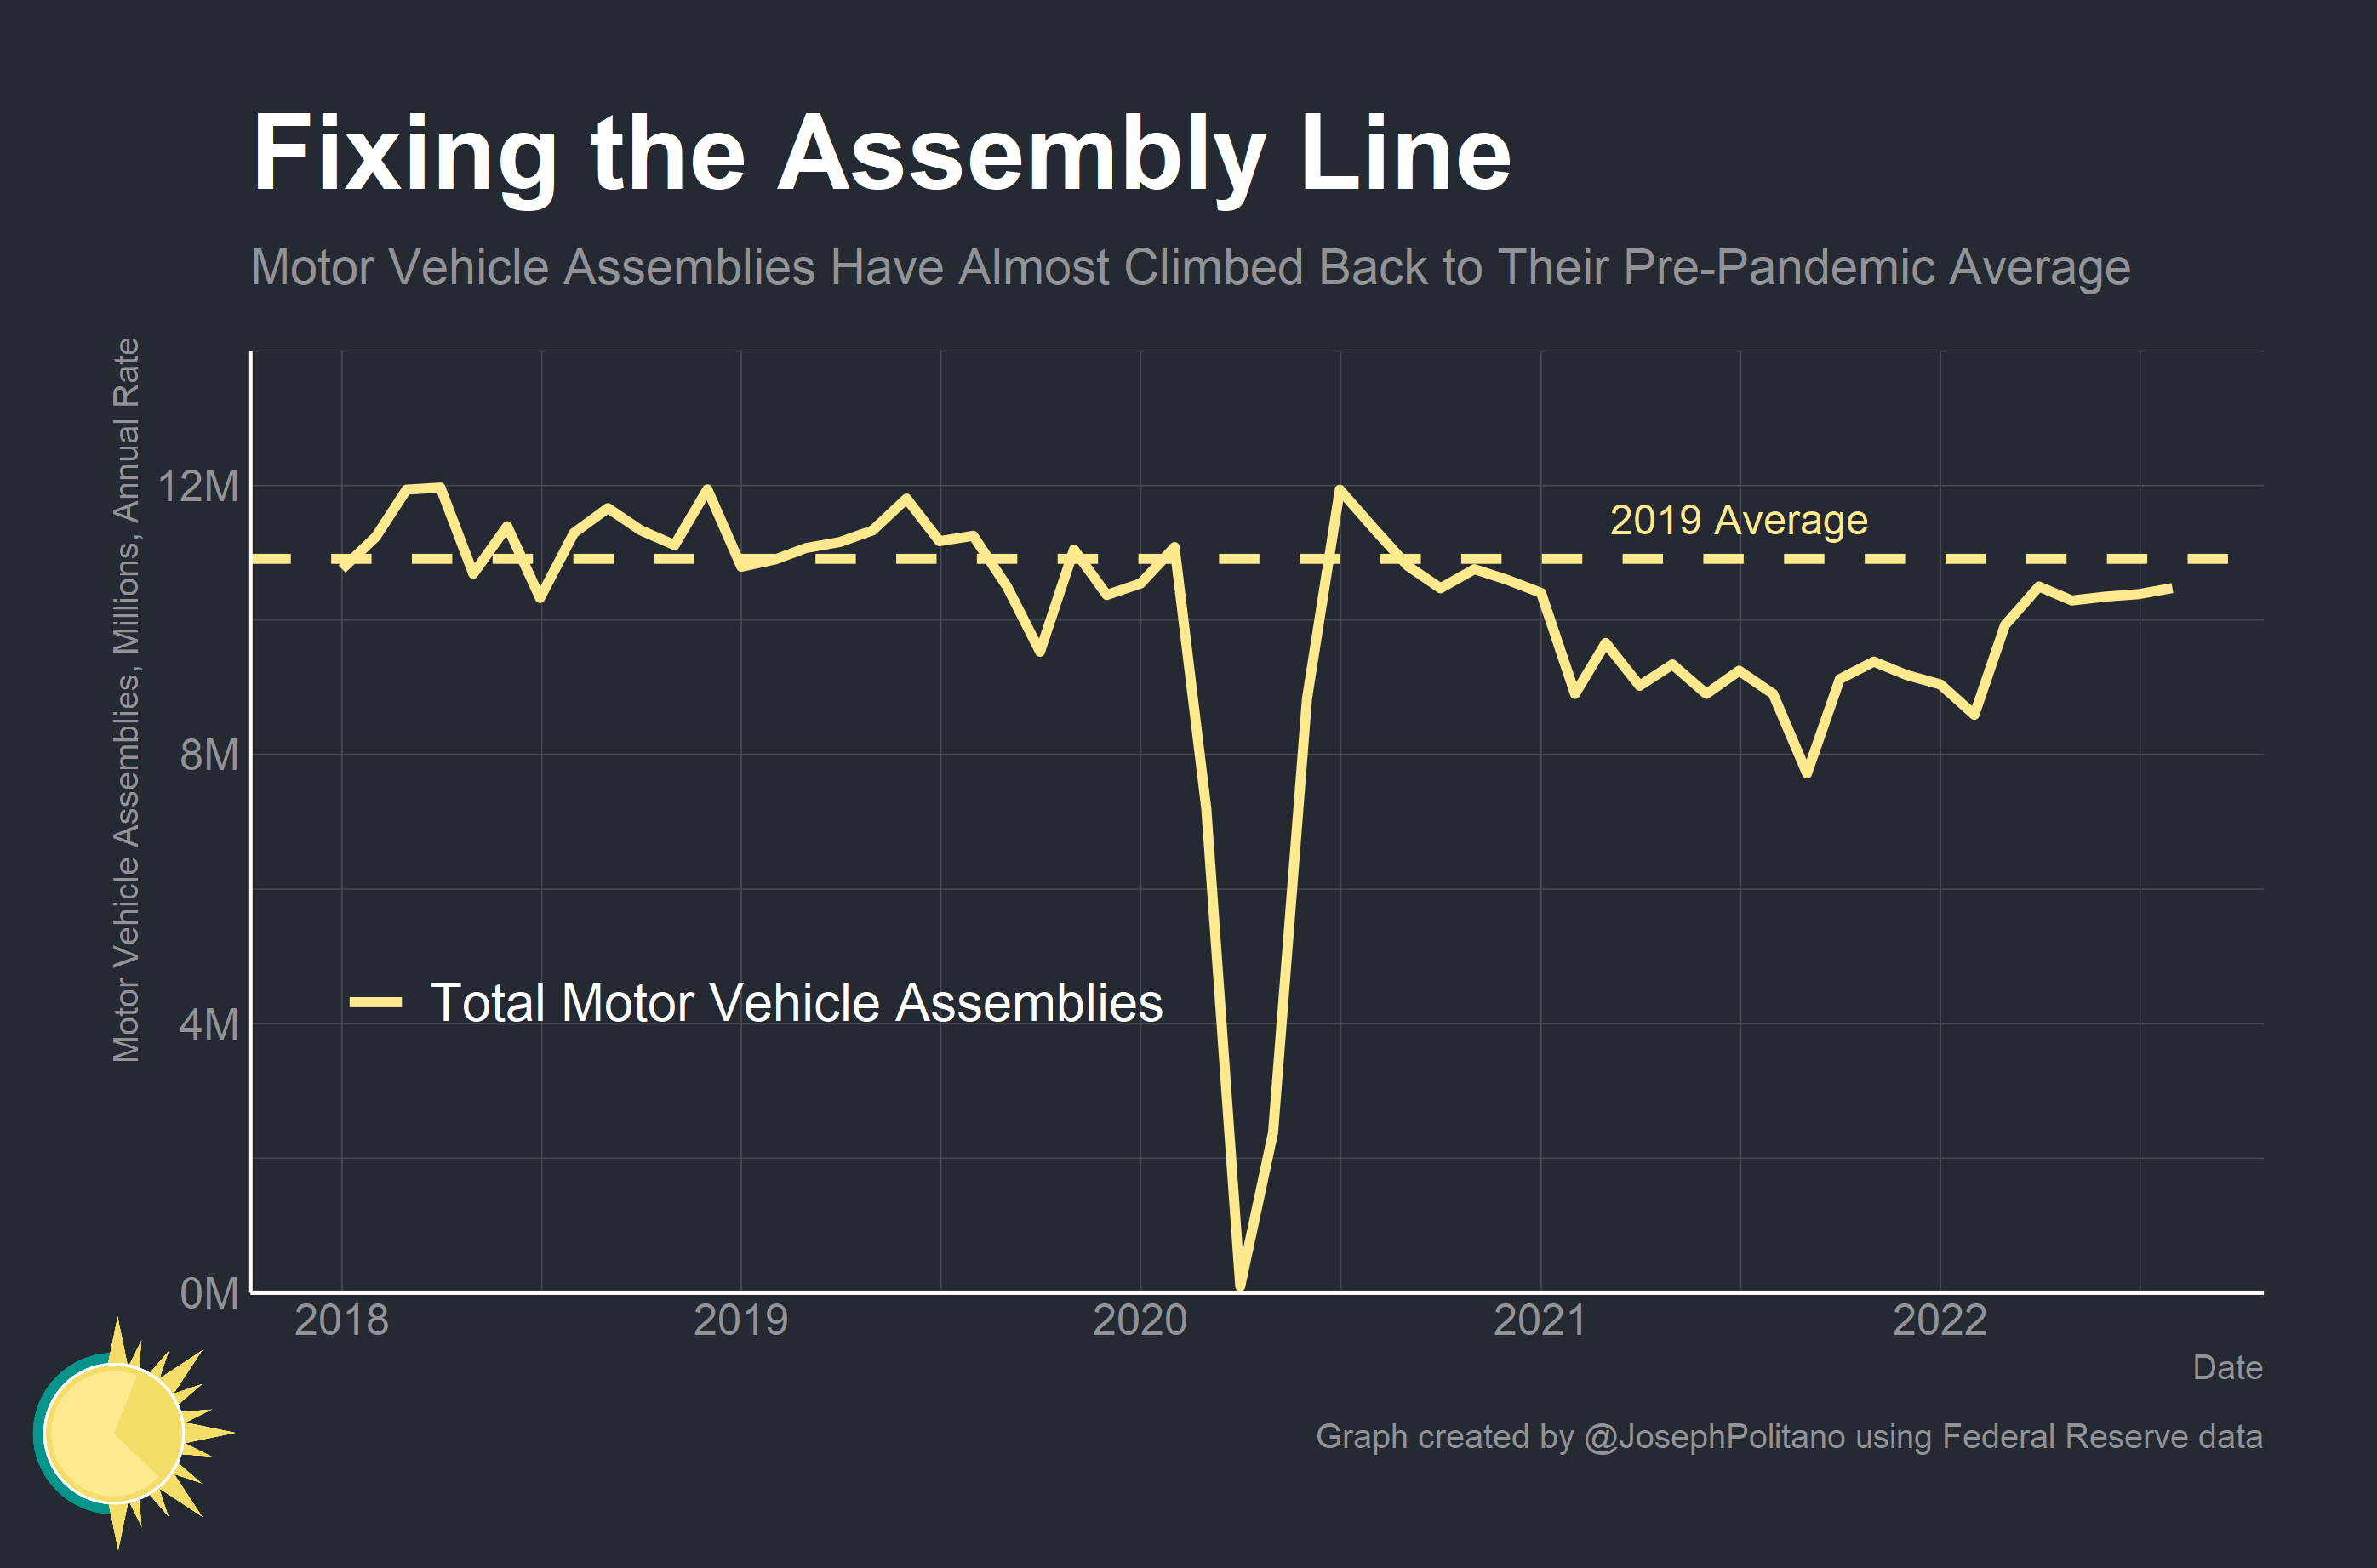 Fixing the Assembly Line
Motor Vehicle Assemblies Have Almost Climbed Back to Their Pre-Pandemic Average
Motor Vehicle Assemblies, Millions, Annual Rate
12M
8M
4M
0M
2019 Average
Total Motor Vehicle Assemblies
2018
2019
2020
2021
2022
Date
Graph created by @JosephPolitano using Federal Reserve data